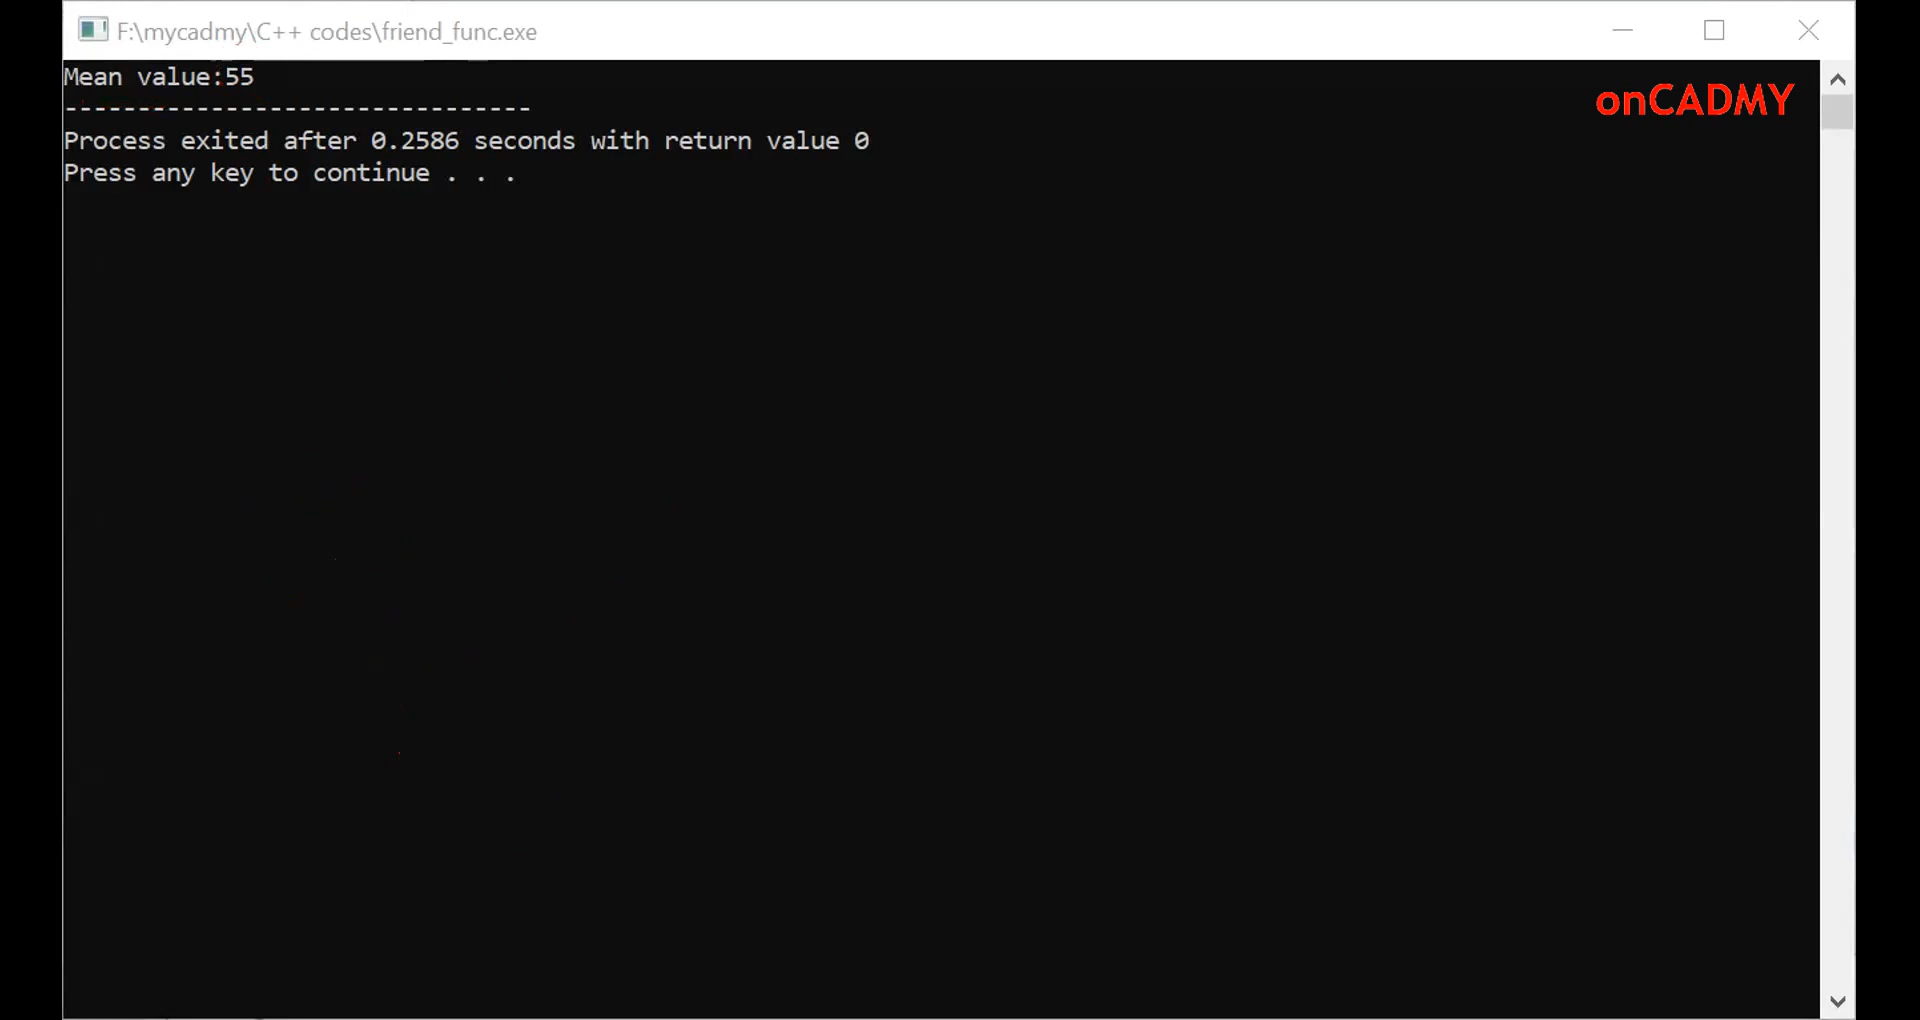 F:\mycadmy\C++ codes\friend_func.exe
Mean value:55
onCADMY
--------------------------------
Process exited after 0.2586 seconds with return value 0
Press any key to continue . . .